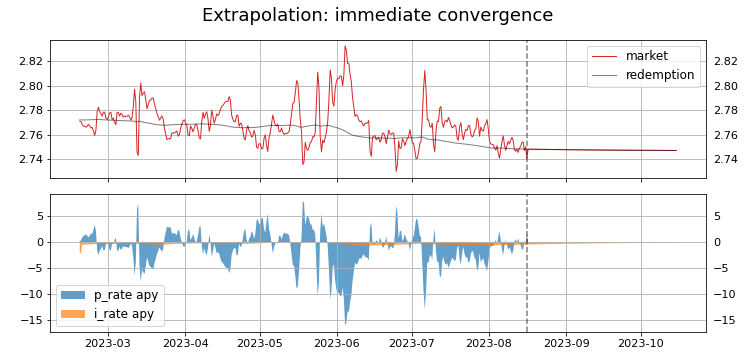 Extrapolation: immediate convergence
2.82 2.82
2.80 2.80
2.78 2.78
2.76 2.76
2.74 2.74
market
redemption
5 5
0 0
−5 −5
−10 −10
−15 −15
p_rate apy
i_rate apy
2023-03 2023-04 2023-05 2023-06 2023-07 2023-08 2023-09 2023-10